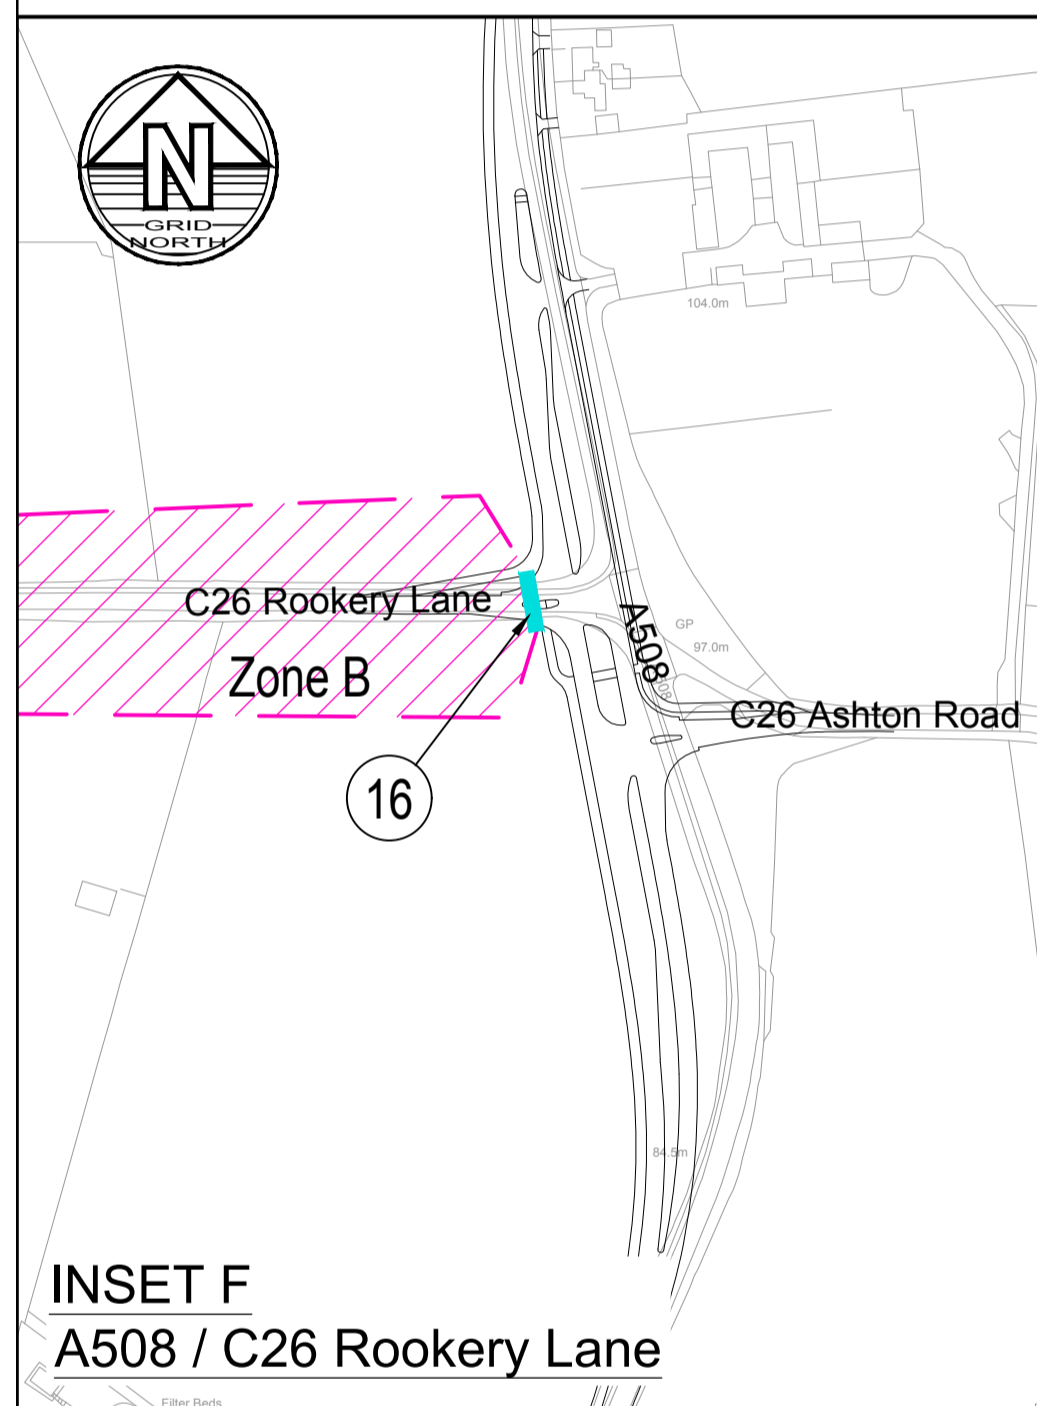 N
GRID
NORTH
104.0m
C26 Rookery Lane
A508
GP
97.0m
Zone B
C26 Ashton Road
16
84.5m
INSET F
A508 / C26 Rookery Lane
Filter Beds